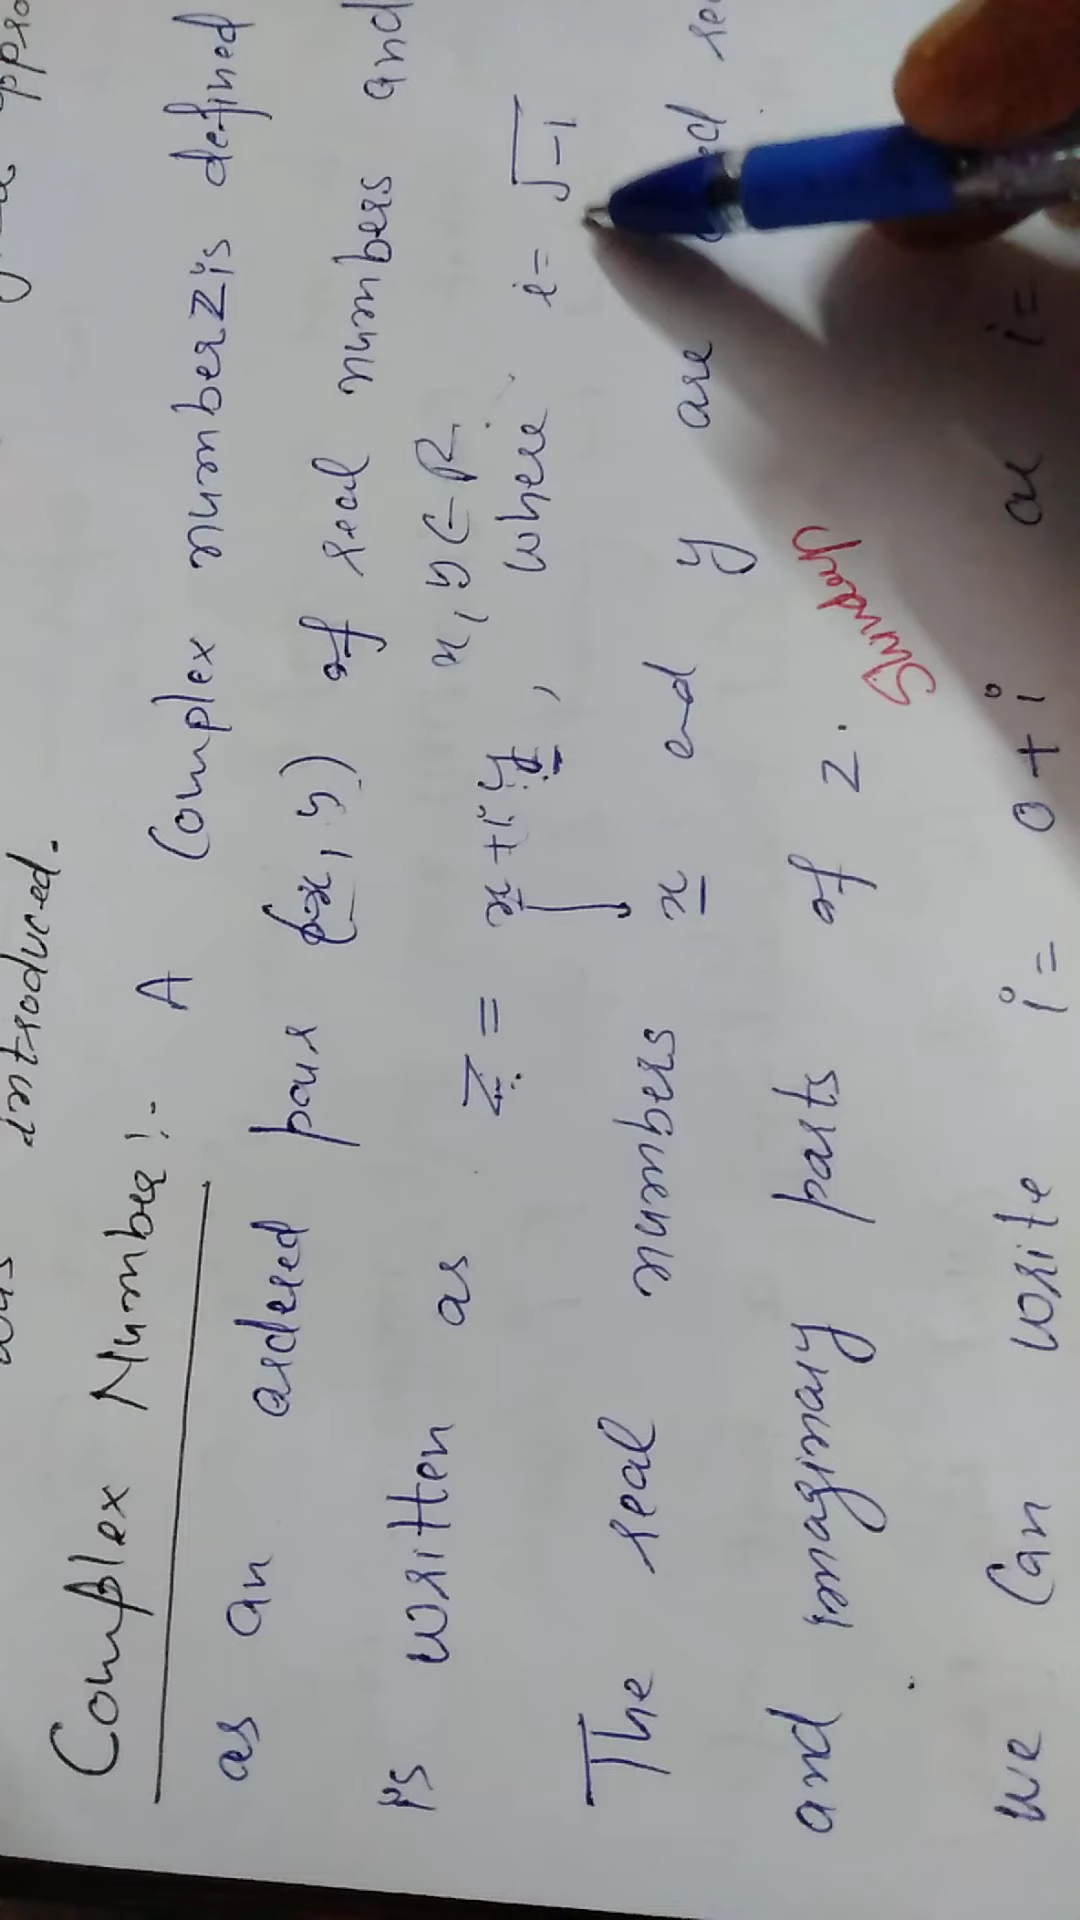 introduced.
Complex Number:- A Complex number Z is defined
as an ordered pair (x, y) of real numbers and
is written as Z = x + iy, x, y ∈ R
where i = √-1
The real numbers x and y are
and imaginary parts of z.
we can write i = 0 + i or i =